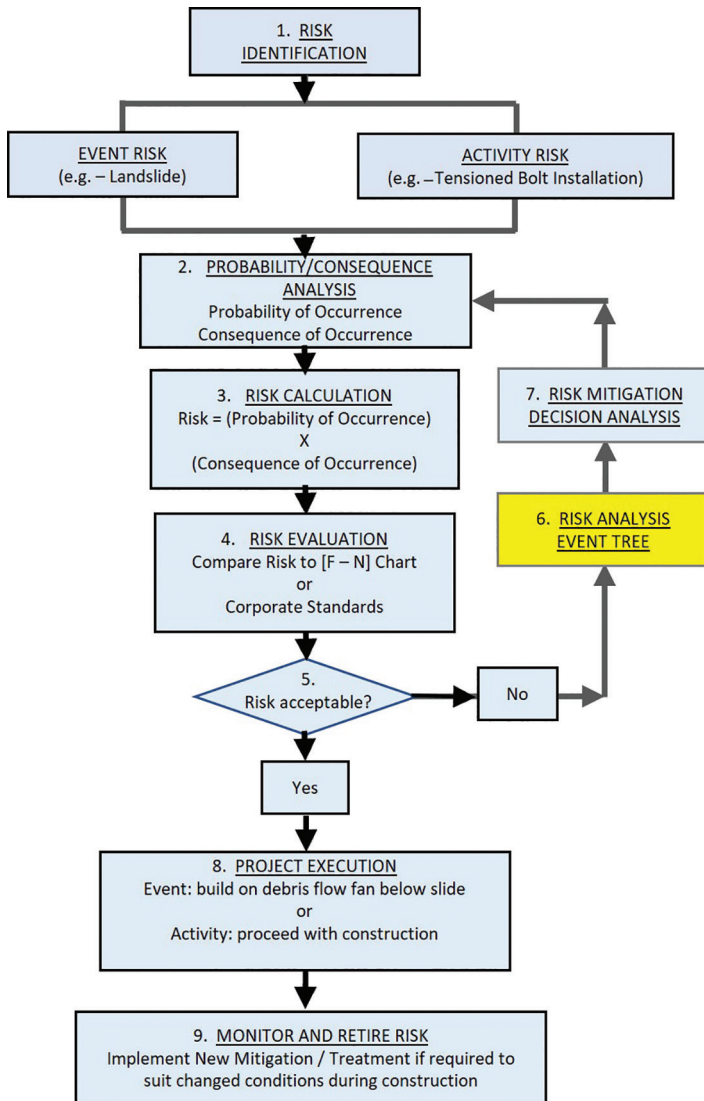 1. RISK
IDENTIFICATION
EVENT RISK
(e.g. – Landslide)
ACTIVITY RISK
(e.g. – Tensioned Bolt Installation)
2. PROBABILITY/CONSEQUENCE
ANALYSIS
Probability of Occurrence
Consequence of Occurrence
3. RISK CALCULATION
Risk = (Probability of Occurrence)
X
(Consequence of Occurrence)
7. RISK MITIGATION
DECISION ANALYSIS
4. RISK EVALUATION
Compare Risk to [F – N] Chart
or
Corporate Standards
6. RISK ANALYSIS
EVENT TREE
5.
Risk acceptable?
No
Yes
8. PROJECT EXECUTION
Event: build on debris flow fan below slide
or
Activity: proceed with construction
9. MONITOR AND RETIRE RISK
Implement New Mitigation / Treatment if required to
suit changed conditions during construction